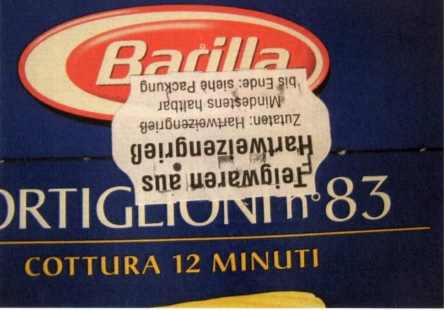 Barilla
Teigwaren aus
Hartweizengrieß
Zutaten: Hartweizengrieß
Mindestens haltbar
bis Ende: siehe Packung
ORTIGLIONI n°83
COTTURA 12 MINUTI